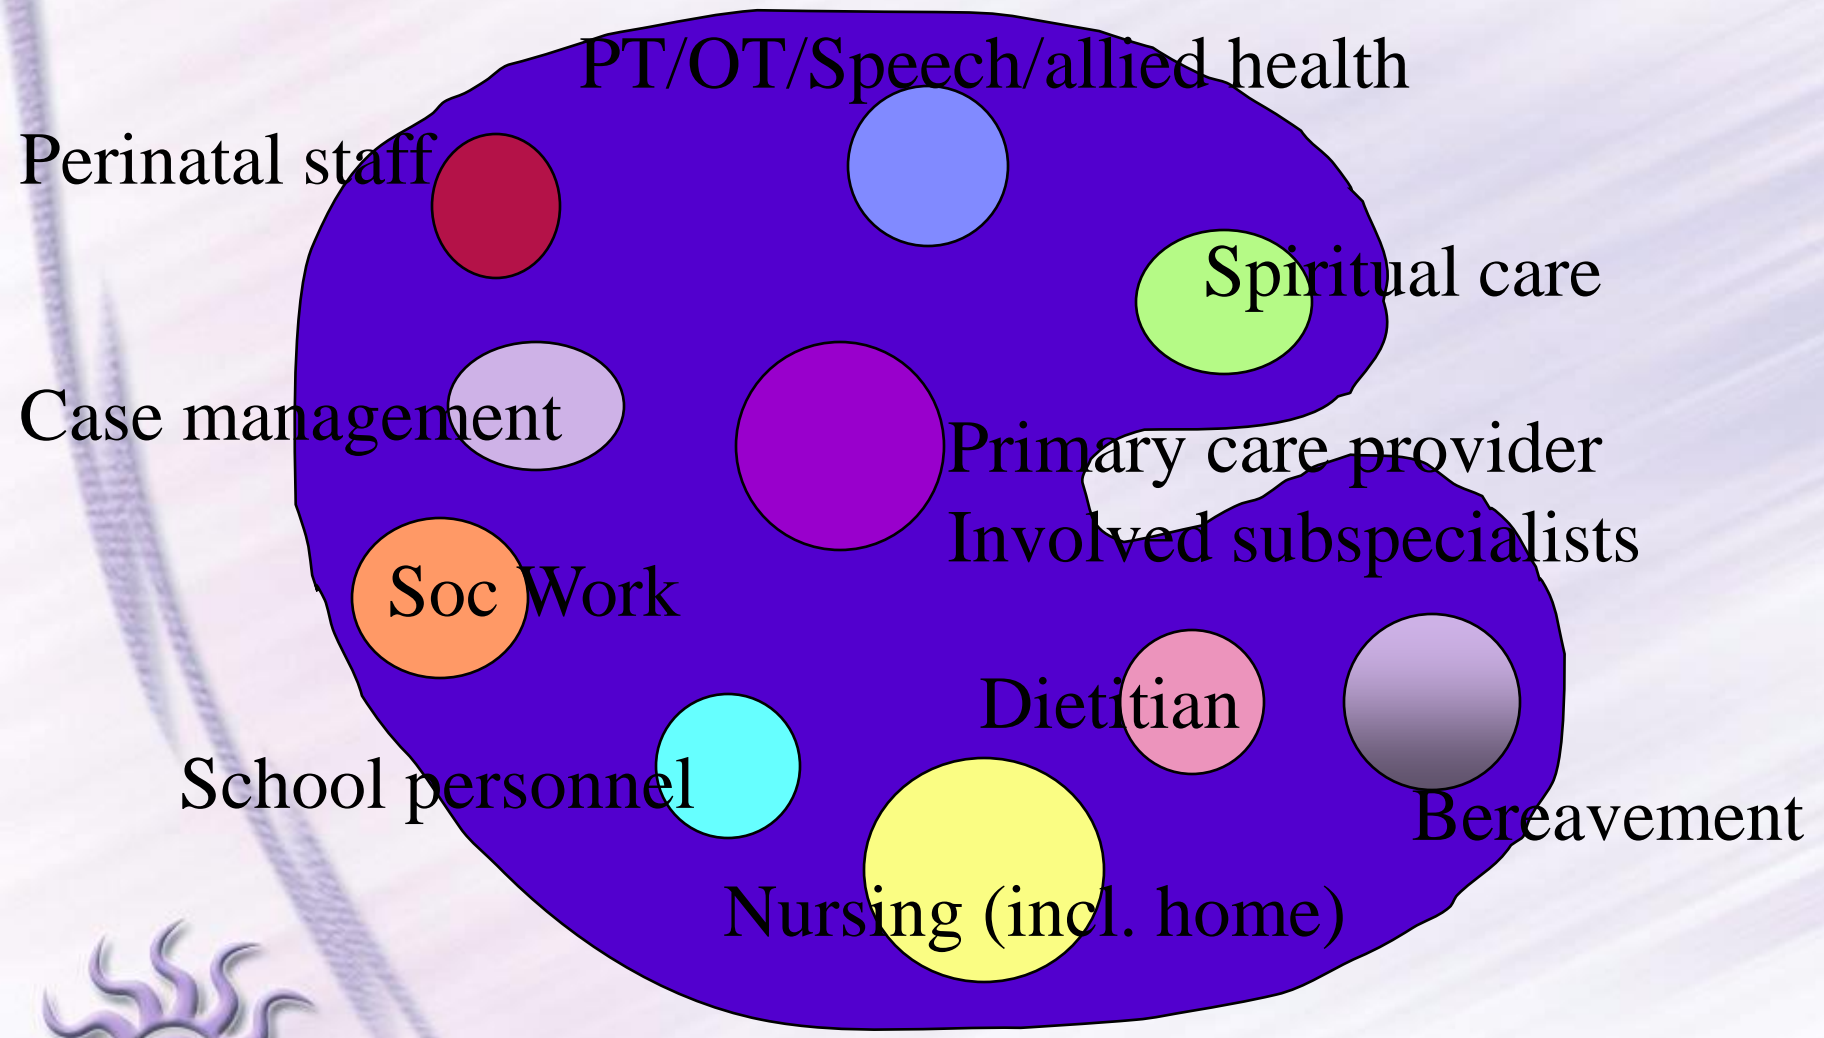 PT/OT/Speech/allied health
Perinatal staff
Spiritual care
Case management
Primary care provider
Involved subspecialists
Soc Work
Dietitian
School personnel
Bereavement
Nursing (incl. home)